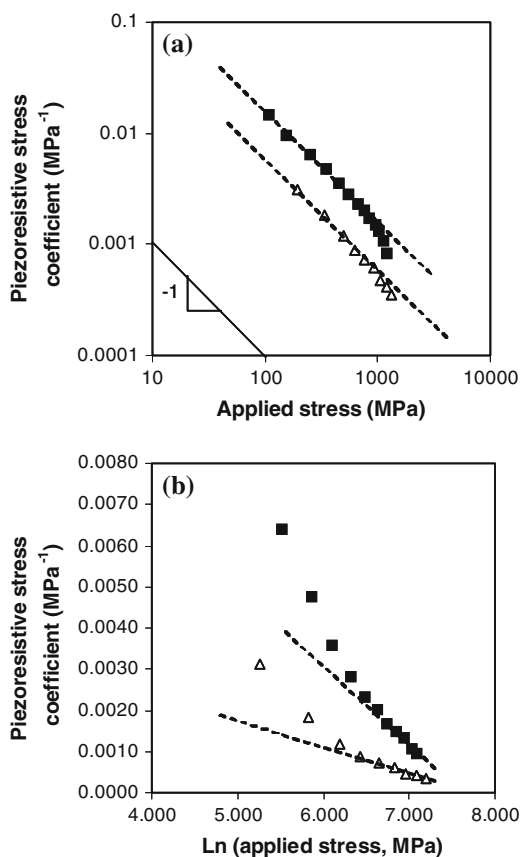 (a)
0.1
0.01
0.001
0.0001
Piezoresistive stress
coefficient (MPa-1)
-1
10
100
1000
10000
Applied stress (MPa)
(b)
0.0080
0.0070
0.0060
0.0050
0.0040
0.0030
0.0020
0.0010
0.0000
Piezoresistive stress
coefficient (MPa-1)
4.000
5.000
6.000
7.000
8.000
Ln (applied stress, MPa)